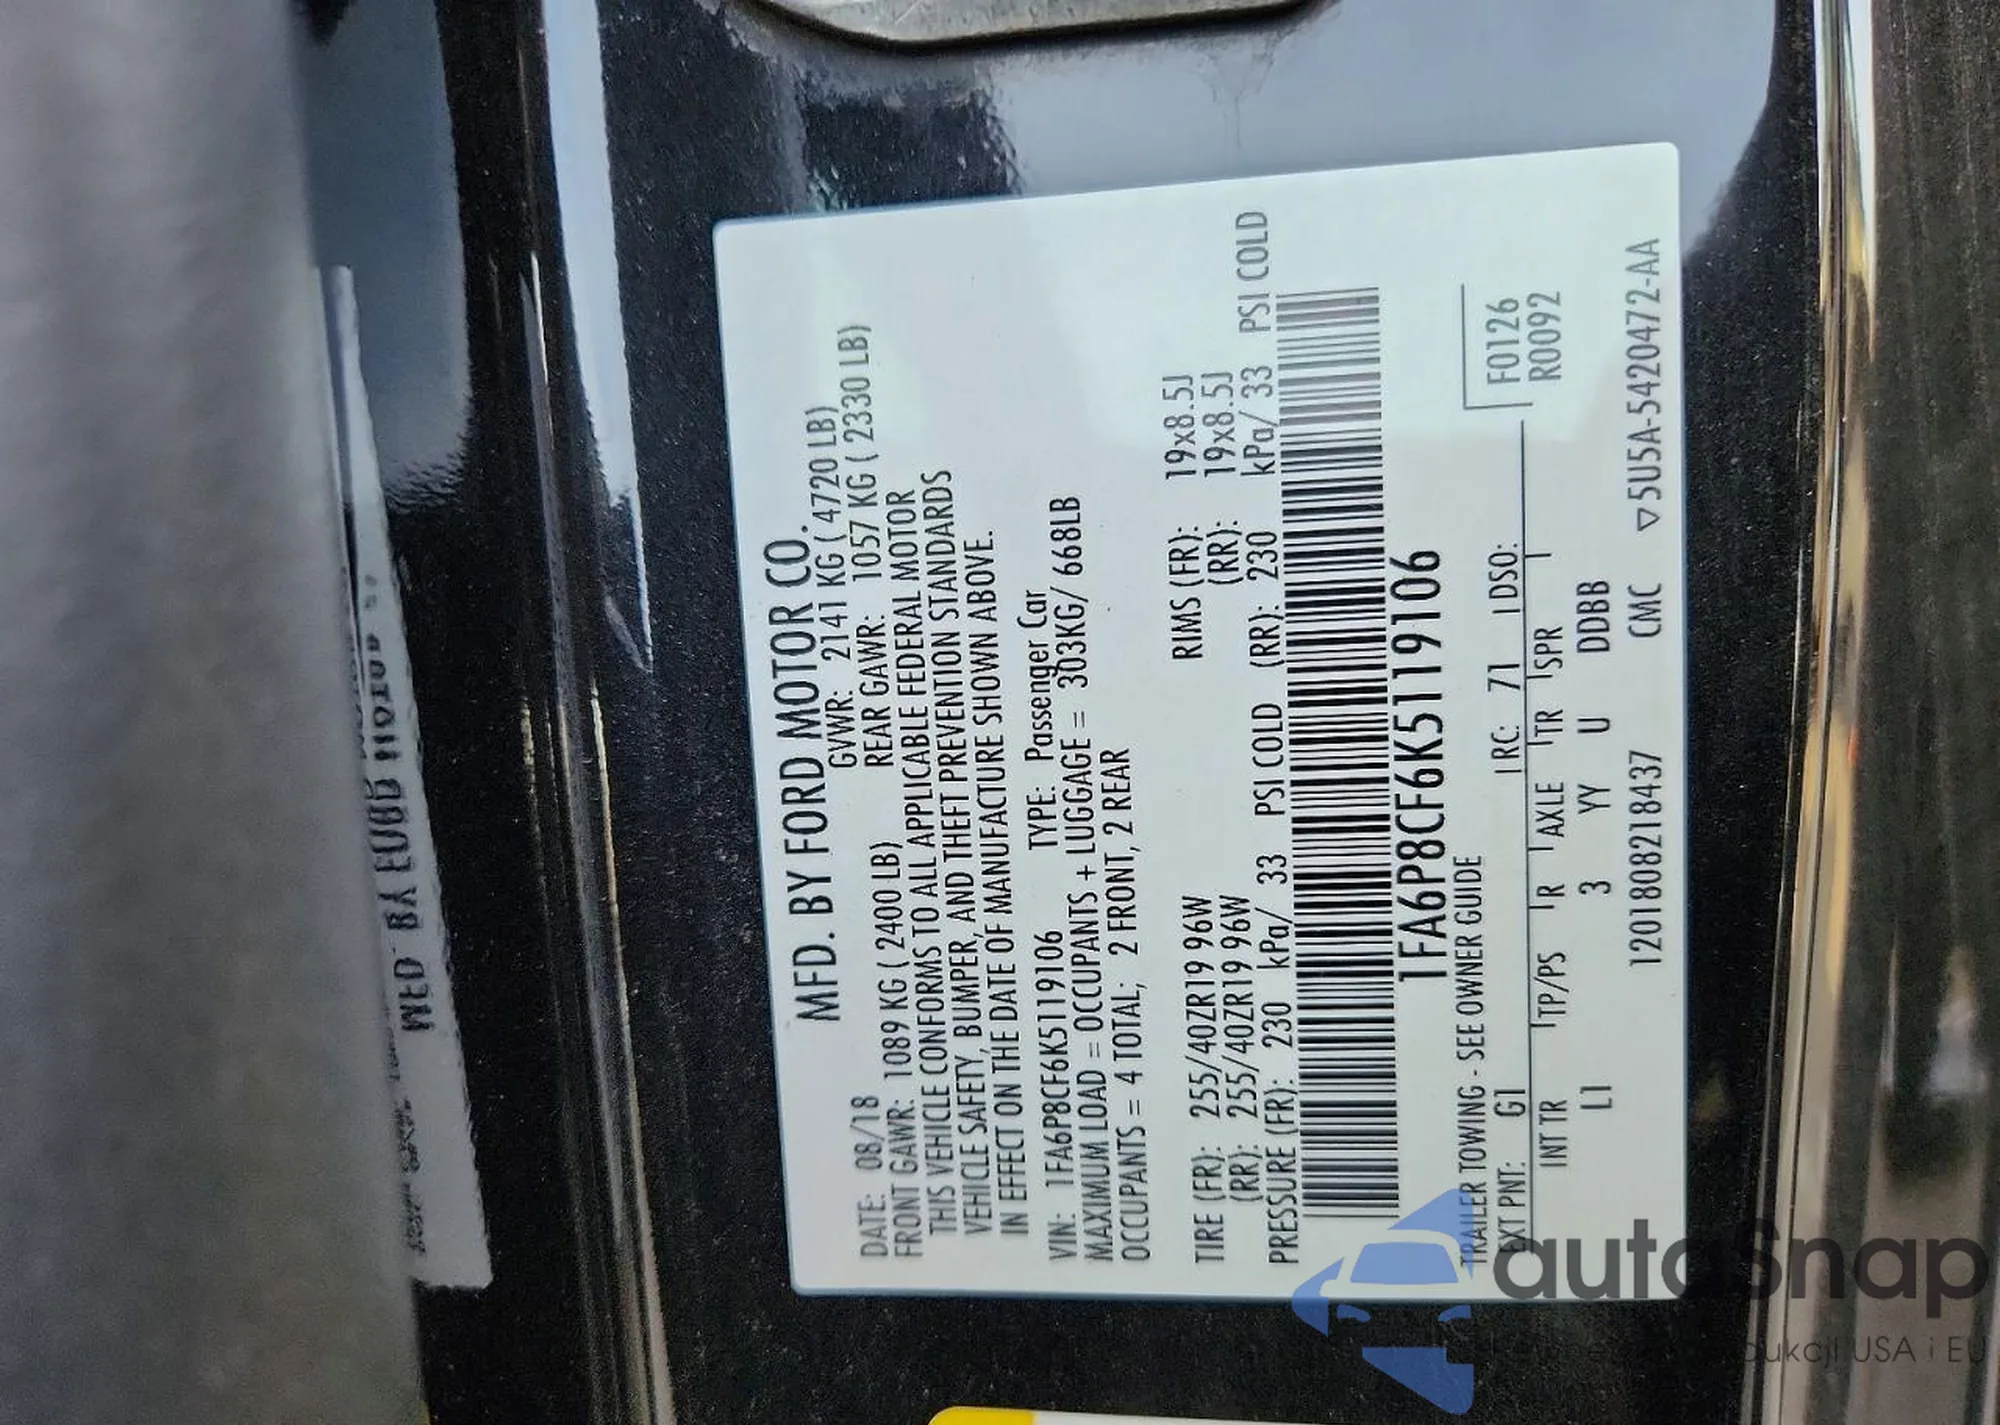 MFD. BY FORD MOTOR CO.
DATE: 08/18 GVWR: 2141 KG ( 4720 LB)
FRONT GAWR: 1089 KG ( 2400 LB) REAR GAWR: 1057 KG ( 2330 LB)
THIS VEHICLE CONFORMS TO ALL APPLICABLE FEDERAL MOTOR
VEHICLE SAFETY, BUMPER, AND THEFT PREVENTION STANDARDS
IN EFFECT ON THE DATE OF MANUFACTURE SHOWN ABOVE.
VIN: 1FA6P8CF6K5119106 TYPE: Passenger Car
MAXIMUM LOAD = OCCUPANTS + LUGGAGE = 303KG/ 668LB
OCCUPANTS = 4 TOTAL; 2 FRONT, 2 REAR
TIRE (FR): 255/40ZR19 96W RIMS (FR): 19x8.5J
(RR): 255/40ZR19 96W (RR): 19x8.5J
PRESSURE (FR): 230 kPa/ 33 PSI COLD (RR): 230 kPa/ 33 PSI COLD
1FA6P8CF6K5119106
TRAILER TOWING - SEE OWNER GUIDE
EXT PNT: G1 RC: 71 DSO:
F0126
R0092
INT TR TP/PS R AXLE TR SPR
L1 3 YY U DDBB
120180821 8437 CMC ▽5U5A-5420472-AA
MFD BY FORD MOTOR
autoSnap
USA i EU